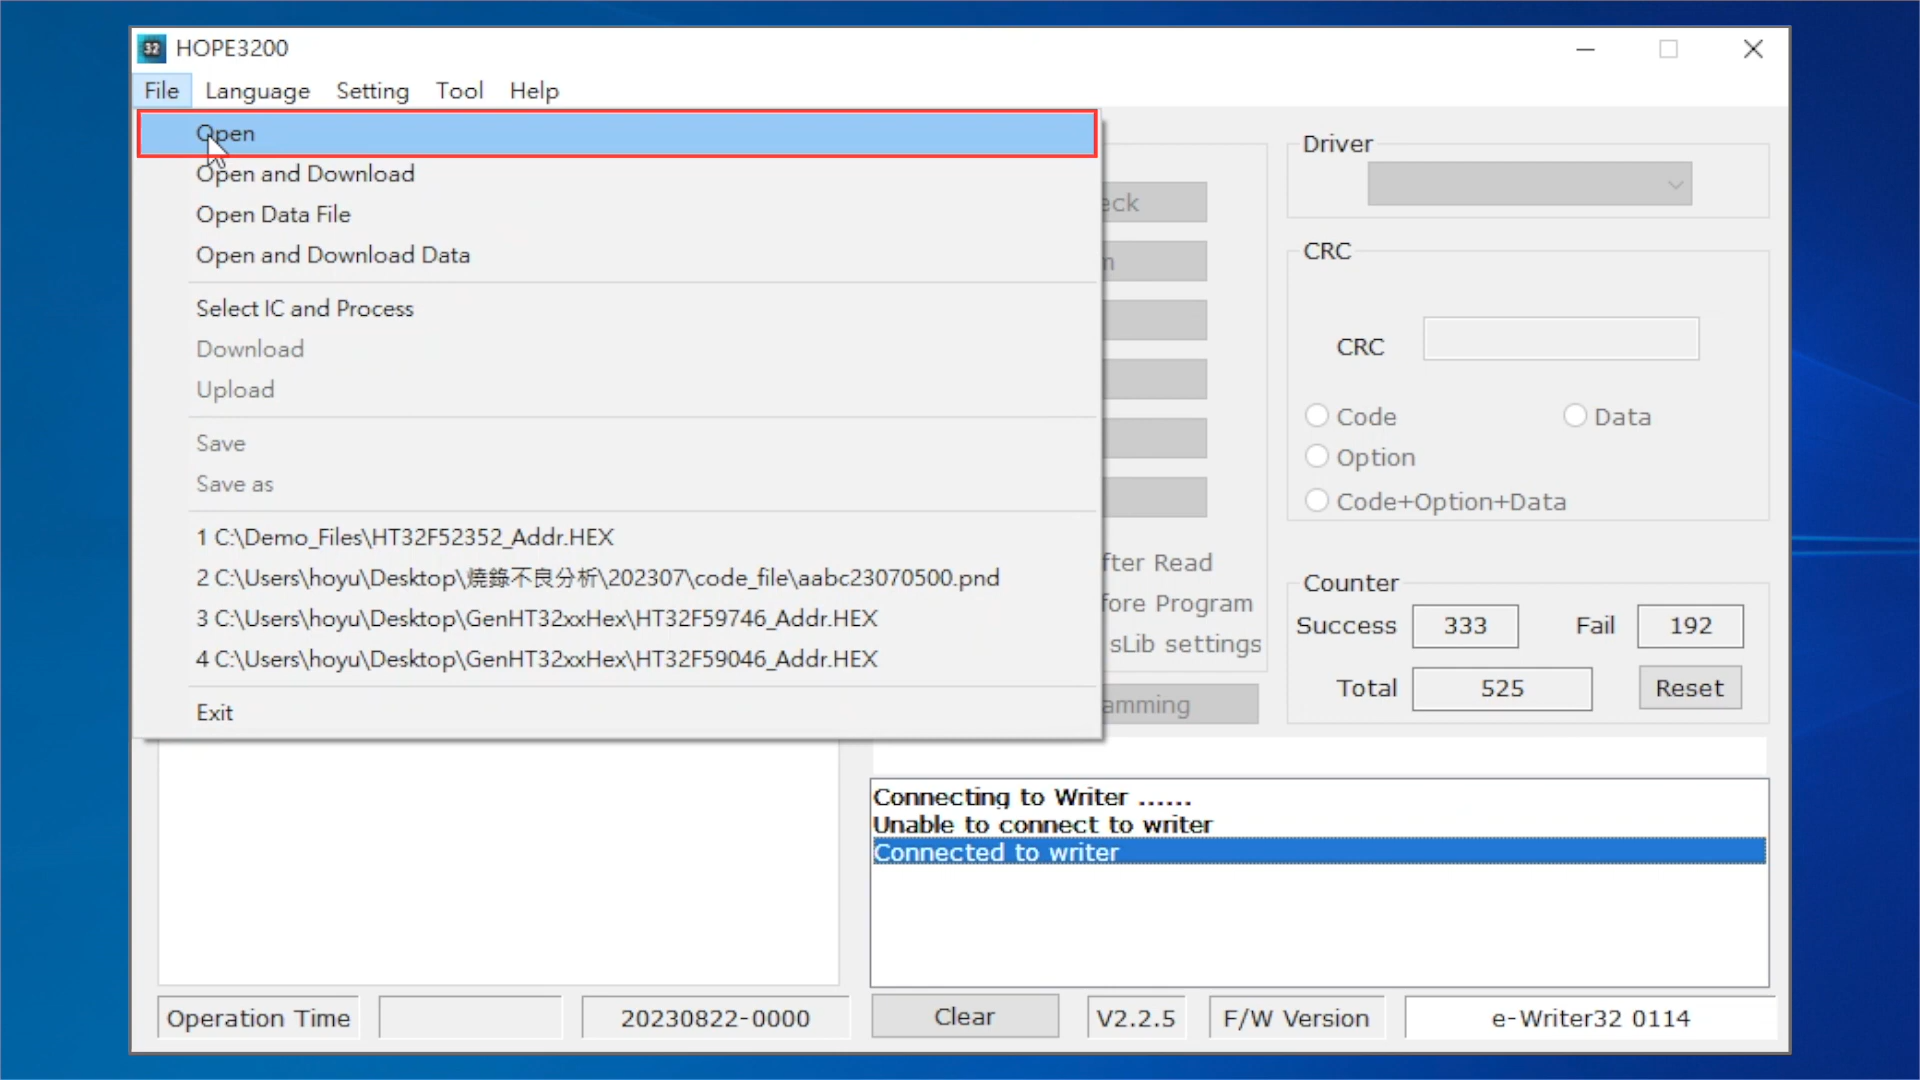 32 HOPE3200
File Language Setting Tool Help
Open
Open and Download
Open Data File
Open and Download Data
Select IC and Process
Download
Upload
Save
Save as
1 C:\Demo_Files\HT32F52352_Addr.HEX
2 C:\Users\hoyu\Desktop\燒錄不良分析\202307\code_file\aabc23070500.pnd
3 C:\Users\hoyu\Desktop\GenHT32xxHex\HT32F59746_Addr.HEX
4 C:\Users\hoyu\Desktop\GenHT32xxHex\HT32F59046_Addr.HEX
Exit
eck
m
fter Read
fore Program
sLib settings
amming
Driver
CRC
CRC
Code Data
Option
Code+Option+Data
Counter
Success 333 Fail 192
Total 525 Reset
Connecting to Writer ......
Unable to connect to writer
Connected to writer
Operation Time 20230822-0000 Clear V2.2.5 F/W Version e-Writer32 0114